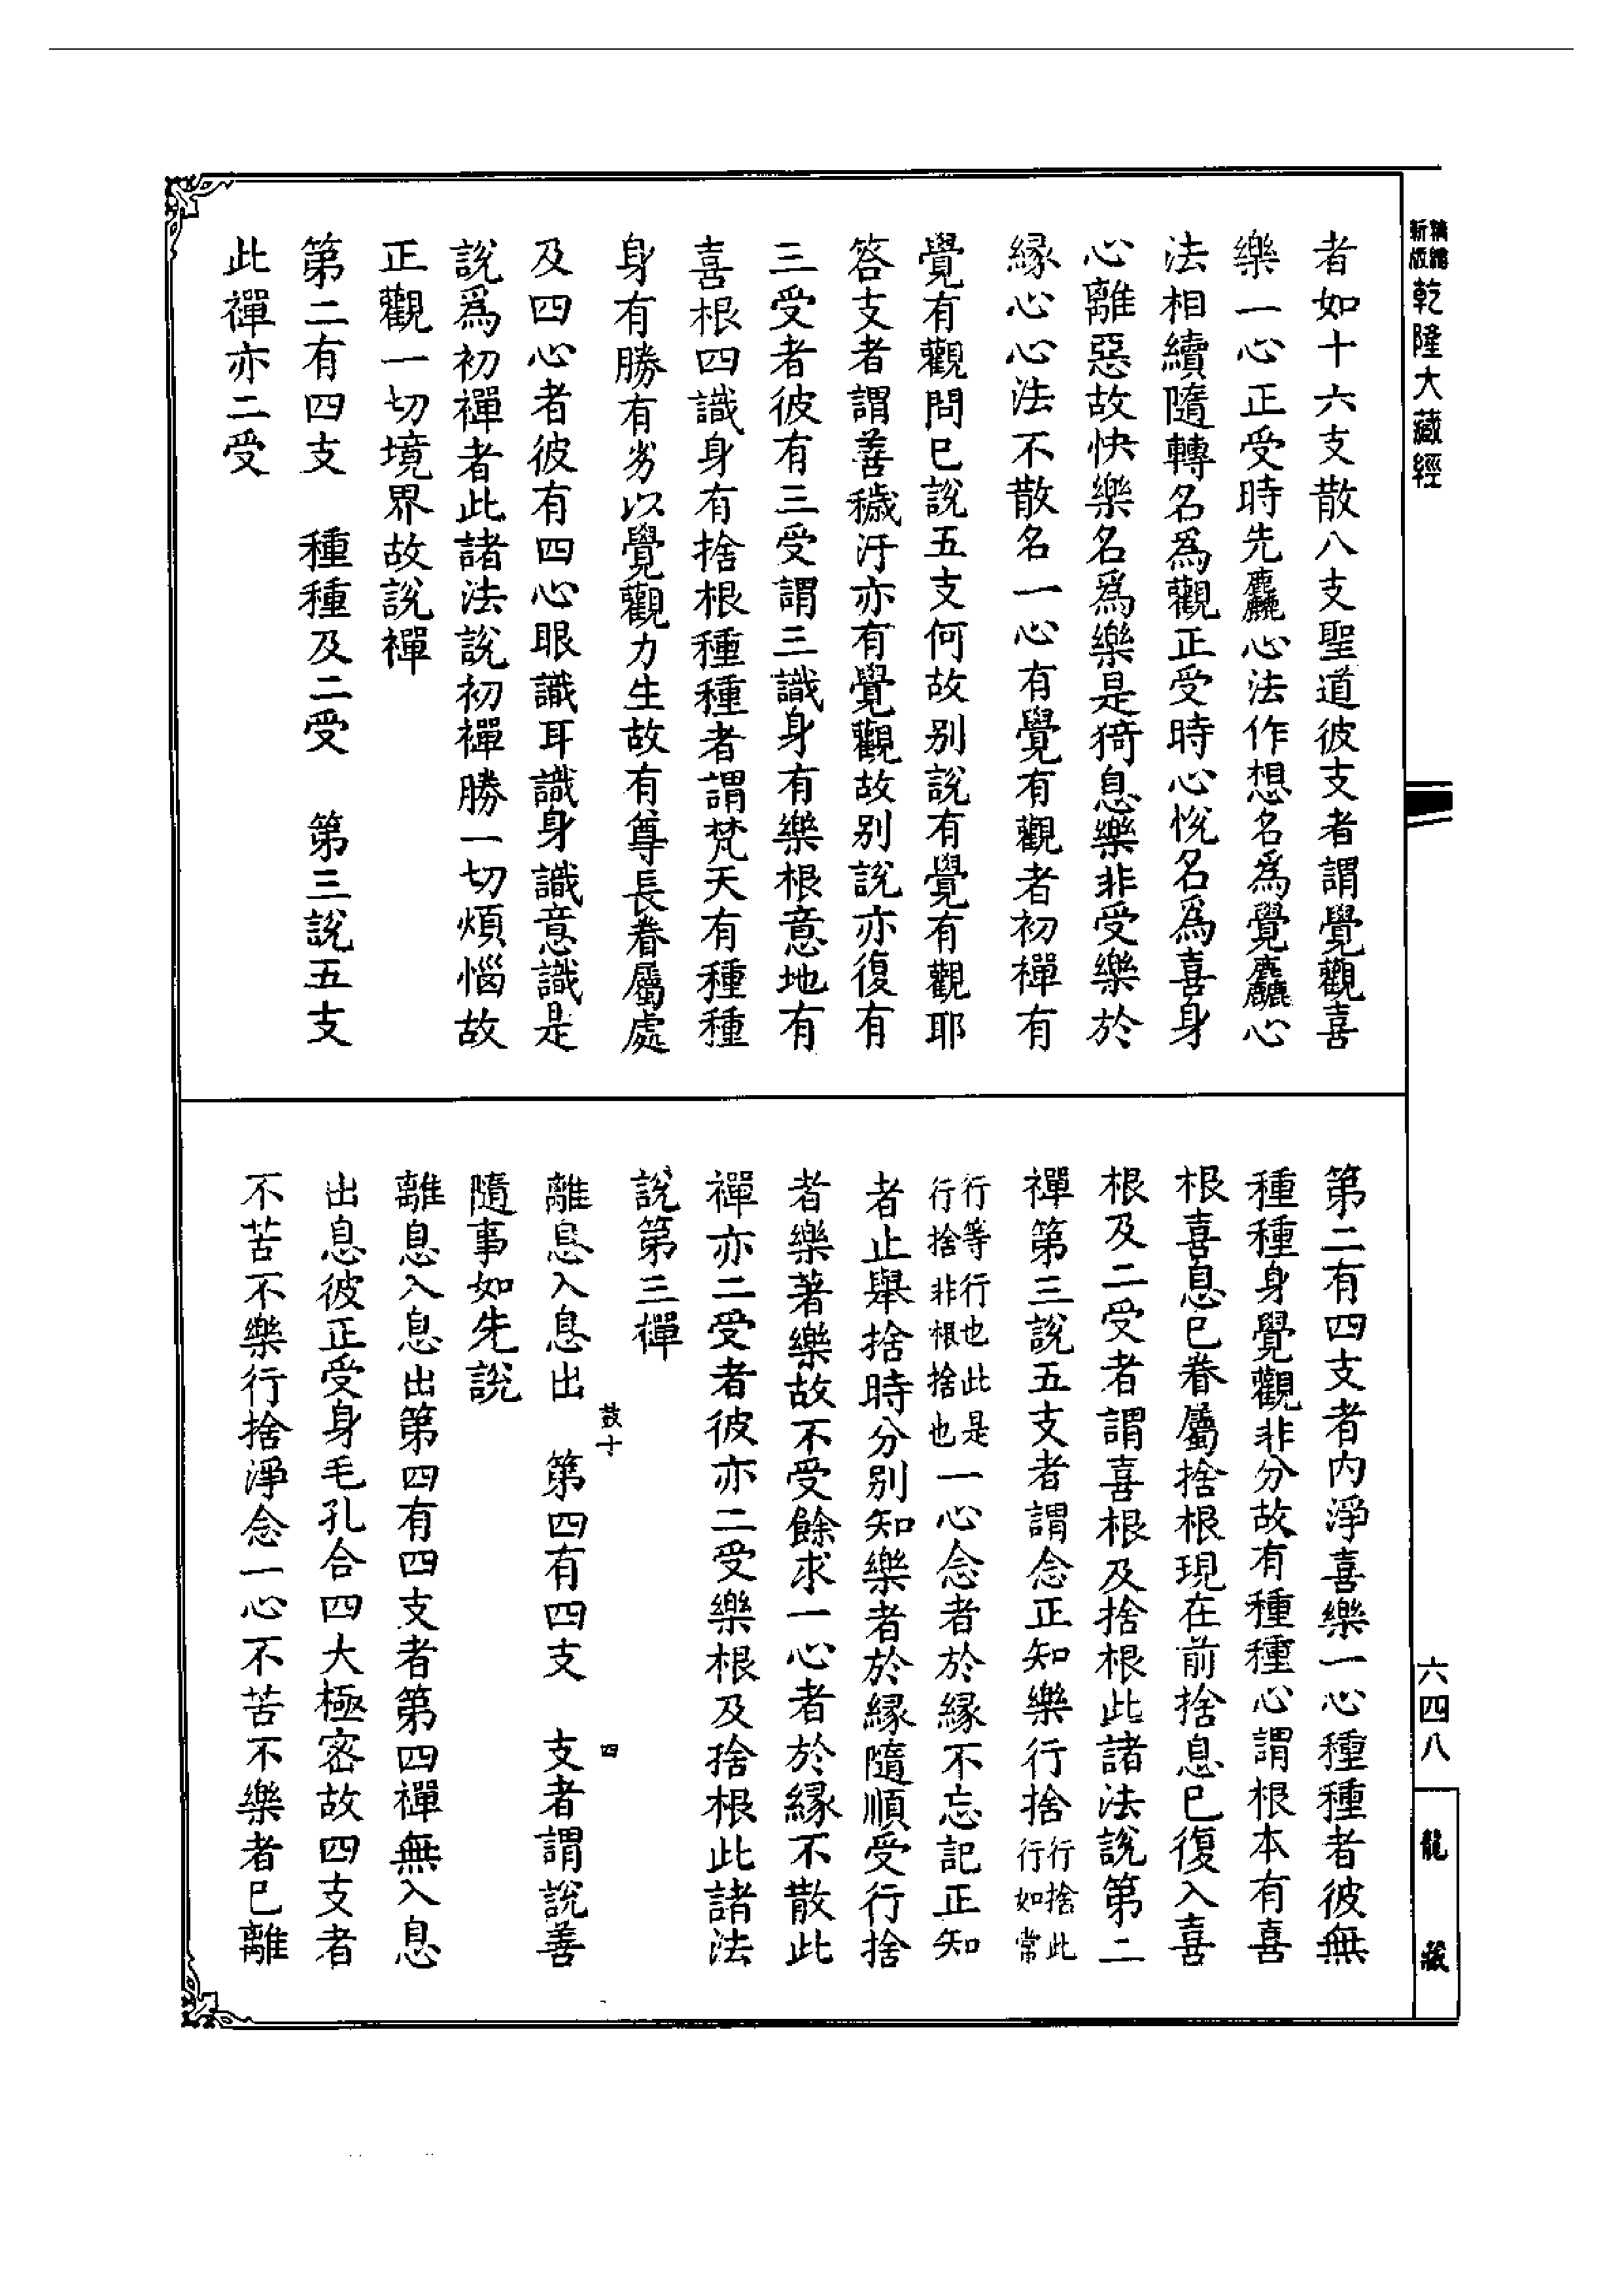 精編
新版
乾隆大藏經
者如十六支散八支聖道彼支者謂覺觀喜
樂一心正受時先麤心法作想名爲覺麤心
法相續隨轉名爲觀正受時心悅名爲喜身
心離惡故快樂名爲樂是猗息樂非受樂於
緣心心法不散名一心有覺有觀者初禪有
覺有觀問巳說五支何故别說有覺有觀耶
答支者謂善穢汙亦有覺觀故别說亦復有
三受者彼有三受謂三識身有樂根意地有
喜根四識身有捨根種種者謂梵天有種種
身有勝有劣以覺觀力生故有尊長眷屬處
及四心者彼有四心眼識耳識身識意識是
說爲初禪者此諸法說初禪勝一切煩惱故
正觀一切境界故說禪
第二有四支　種種及二受　第三說五支
此禪亦二受
第二有四支者内淨喜樂一心種種者彼無
種種身覺觀非分故有種種心謂根本有喜
根喜息巳眷屬捨根現在前捨息巳復入喜
根及二受者謂喜根及捨根此諸法說第二
禪第三說五支者謂念正知樂行捨行捨此行如常
行等行也此是行捨非根捨也一心念者於緣不忘記正知
者止舉捨時分别知樂者於緣隨順受行捨
者樂著樂故不受餘求一心者於緣不散此
禪亦二受者彼亦二受樂根及捨根此諸法
說第三禪
鼓十　四
離息入息出　第四有四支　支者謂說善
隨事如先說
離息入息出第四有四支者第四禪無入息
出息彼正受身毛孔合四大極密故四支者
不苦不樂行捨淨念一心不苦不樂者巳離
六四八
龍藏